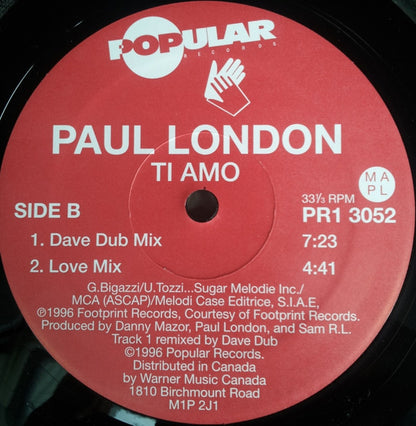 POPULAR
RECORDS
PAUL LONDON
TI AMO
M A
P L
SIDE B
33⅓ RPM
PR1 3052
1. Dave Dub Mix 7:23
2. Love Mix 4:41
G.Bigazzi/U.Tozzi...Sugar Melodie Inc./
MCA (ASCAP)/Melodi Case Editrice, S.I.A.E,
℗1996 Footprint Records, Courtesy of Footprint Records.
Produced by Danny Mazor, Paul London, and Sam R.L.
Track 1 remixed by Dave Dub
©1996 Popular Records.
Distributed in Canada
by Warner Music Canada
1810 Birchmount Road
M1P 2J1